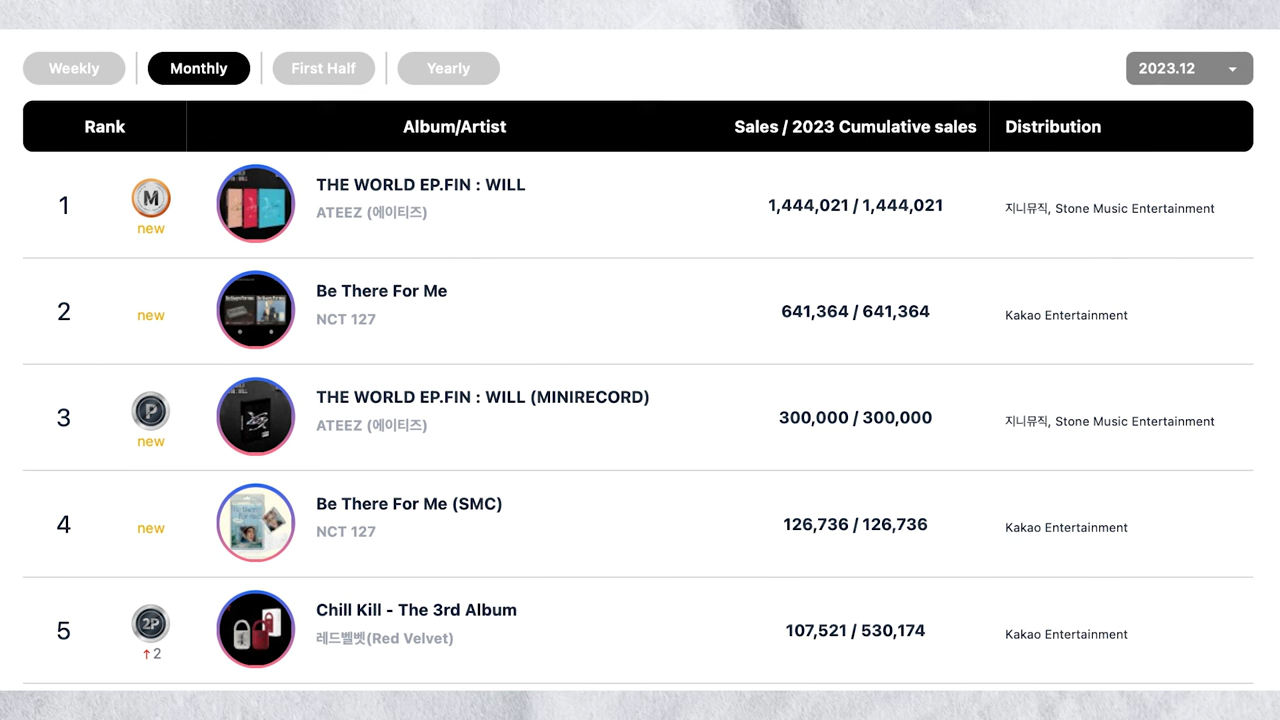 Weekly
Monthly
First Half
Yearly
2023.12
Rank
Album/Artist
Sales / 2023 Cumulative sales
Distribution
1
M
new
THE WORLD EP.FIN : WILL
ATEEZ (에이티즈)
1,444,021 / 1,444,021
지니뮤직, Stone Music Entertainment
2
new
Be There For Me
NCT 127
641,364 / 641,364
Kakao Entertainment
3
P
new
THE WORLD EP.FIN : WILL (MINIRECORD)
ATEEZ (에이티즈)
300,000 / 300,000
지니뮤직, Stone Music Entertainment
4
new
Be There For Me (SMC)
NCT 127
126,736 / 126,736
Kakao Entertainment
5
2P
↑2
Chill Kill - The 3rd Album
레드벨벳(Red Velvet)
107,521 / 530,174
Kakao Entertainment